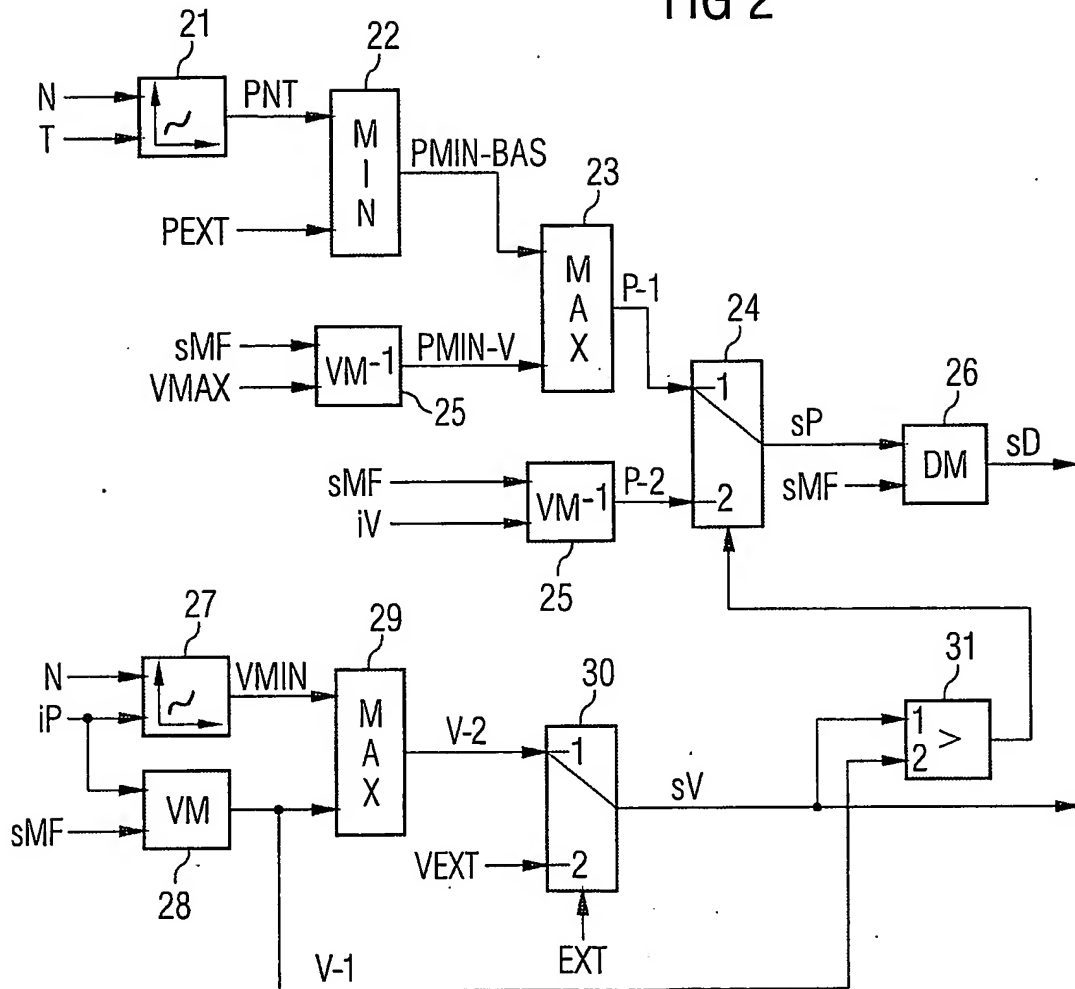 FIG 2
21
22
N
T
PNT
M
I
N
PMIN-BAS
PEXT
23
M
A
X
P-1
24
sMF
VMAX
VM-1
PMIN-V
25
1
2
sP
26
DM
sD
sMF
sMF
iV
VM-1
P-2
25
27
29
N
iP
VMIN
M
A
X
V-2
30
1
2
sV
31
1
2
>
VM
sMF
28
VEXT
EXT
V-1